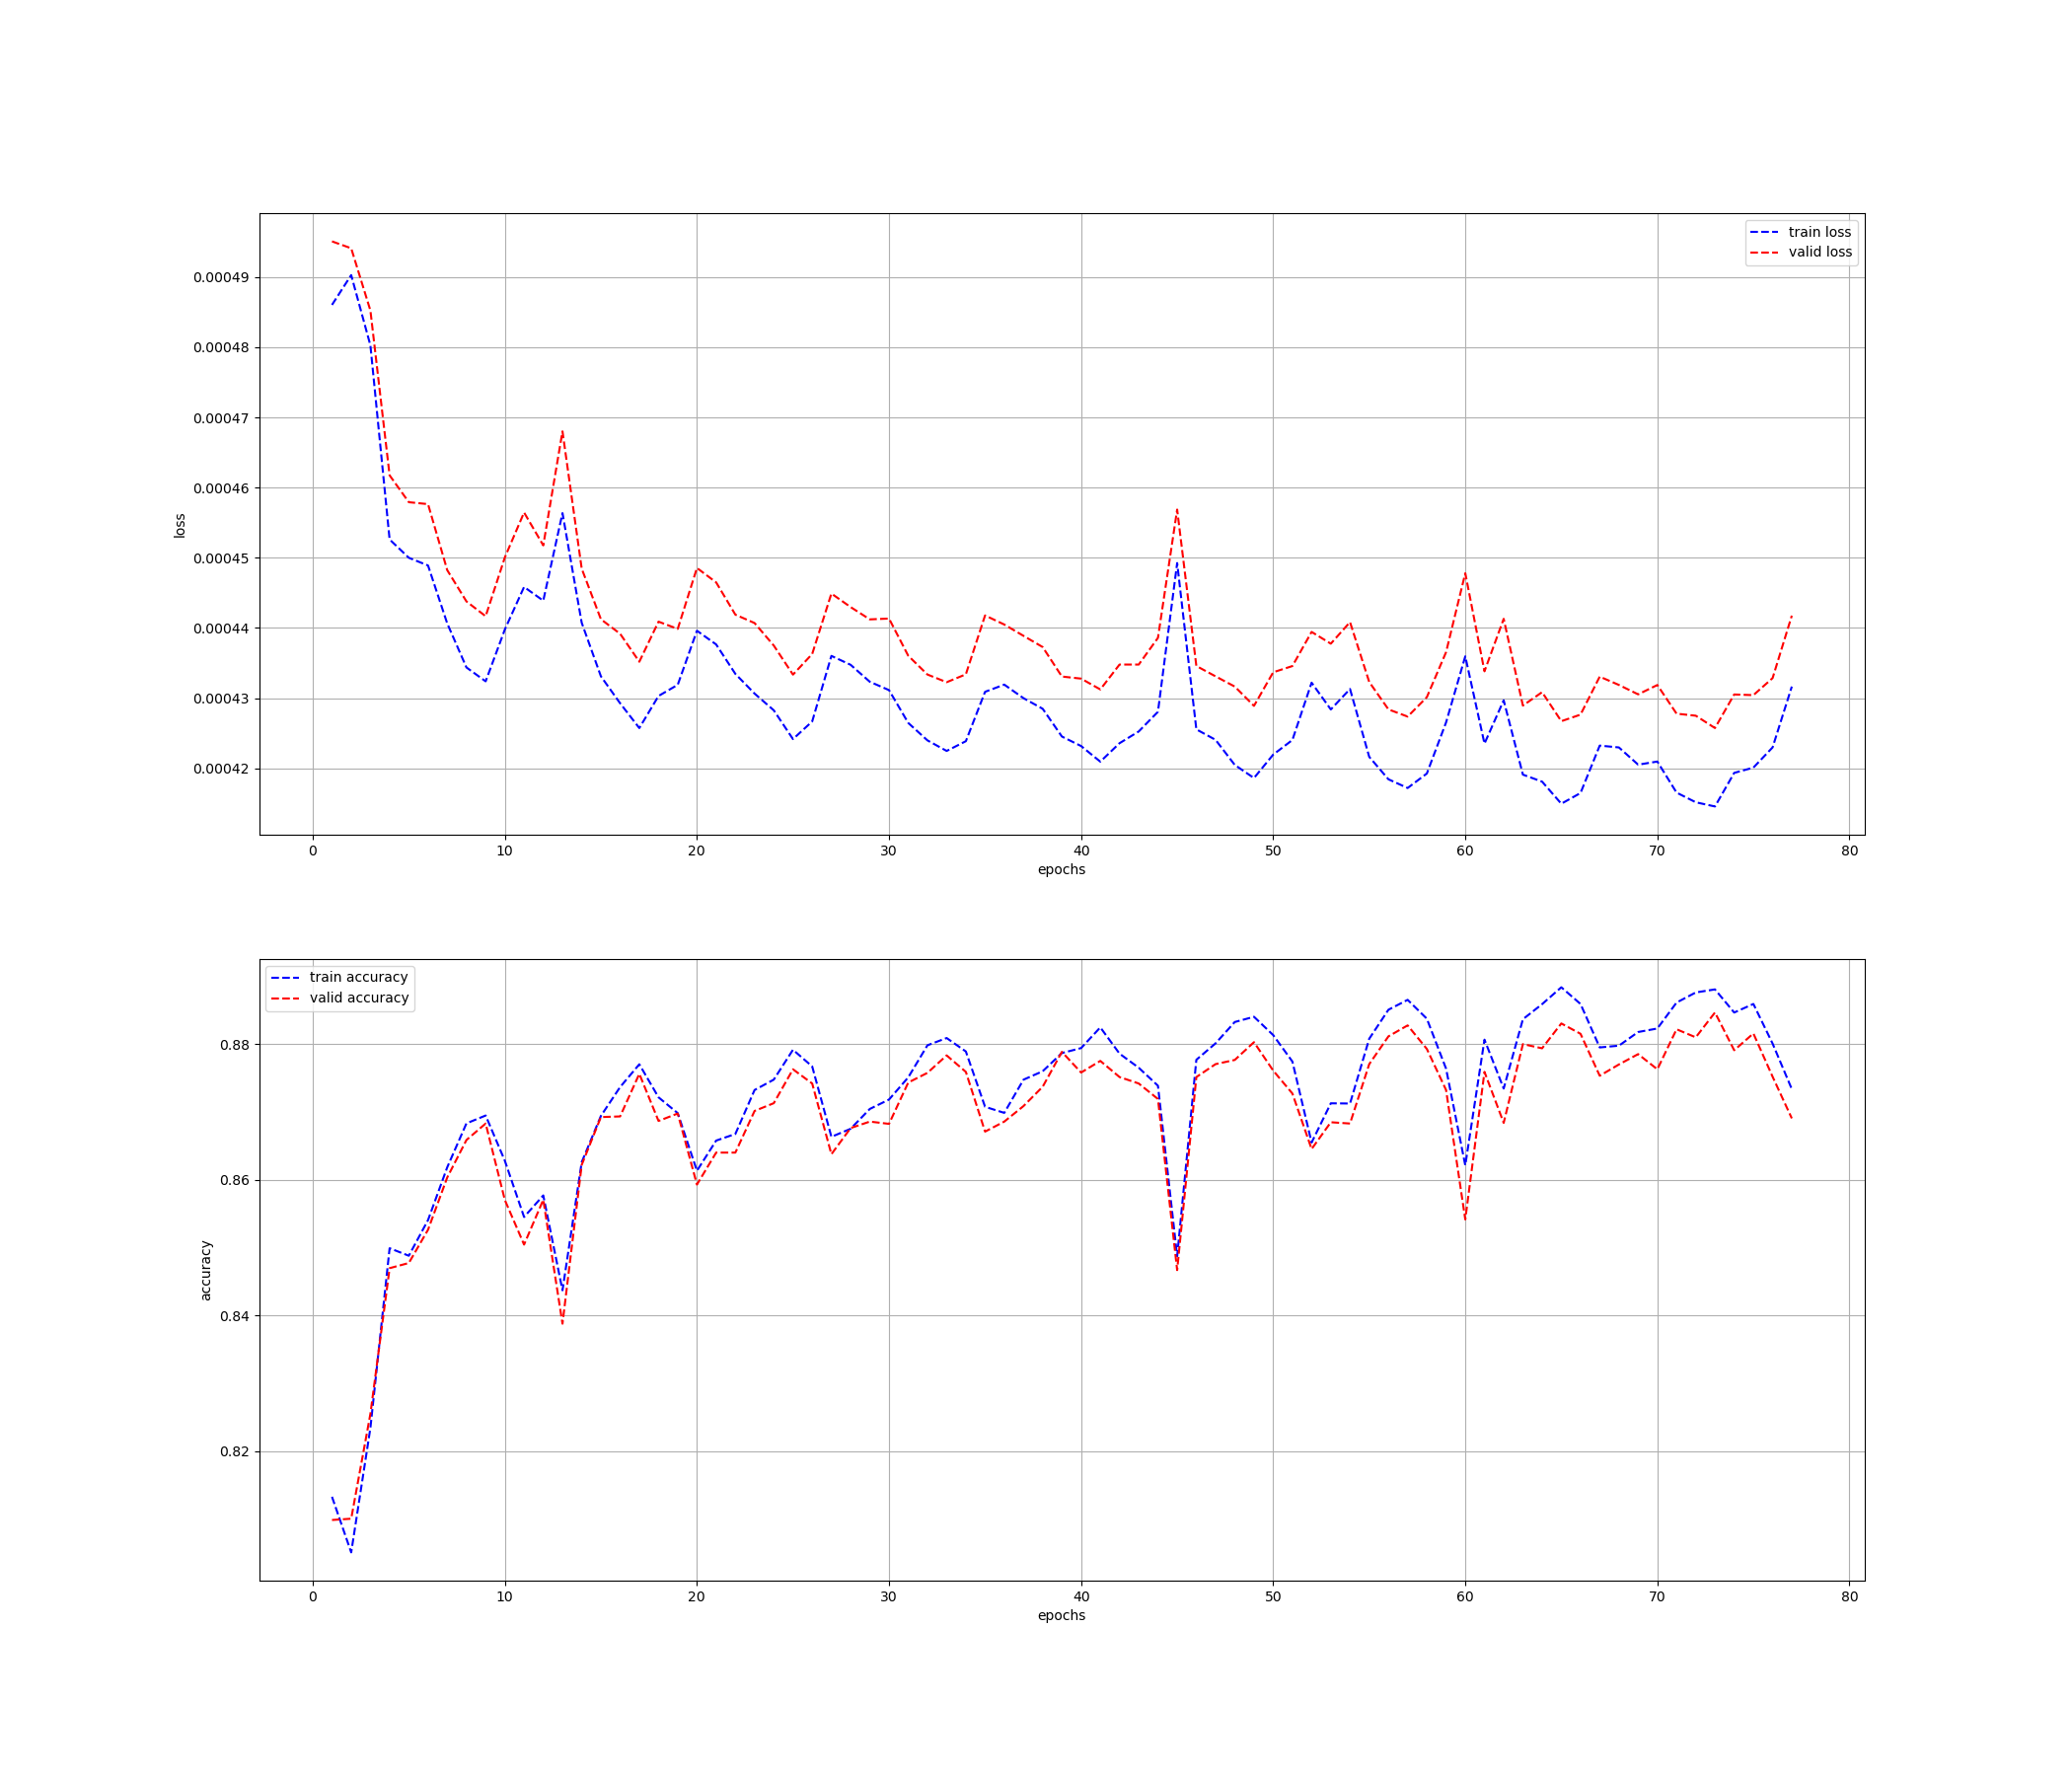 train loss
valid loss
0.00049
0.00048
0.00047
0.00046
0.00045
0.00044
0.00043
0.00042
loss
0 10 20 30 40 50 60 70 80
epochs
train accuracy
valid accuracy
0.88
0.86
0.84
0.82
accuracy
0 10 20 30 40 50 60 70 80
epochs